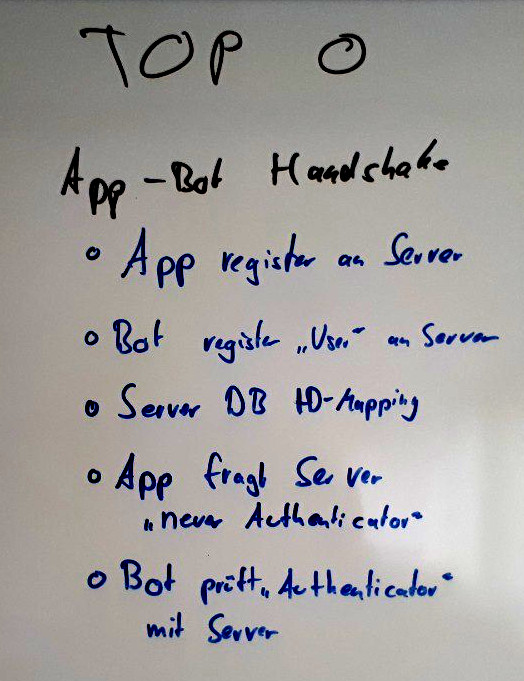 TOP 0
App-Bot Handshake
o App register an Server
o Bot register „User“ an Server
o Server DB ID-Mapping
o App fragt Server
„neuer Authenticator“
o Bot prüft „Authenticator“
mit Server